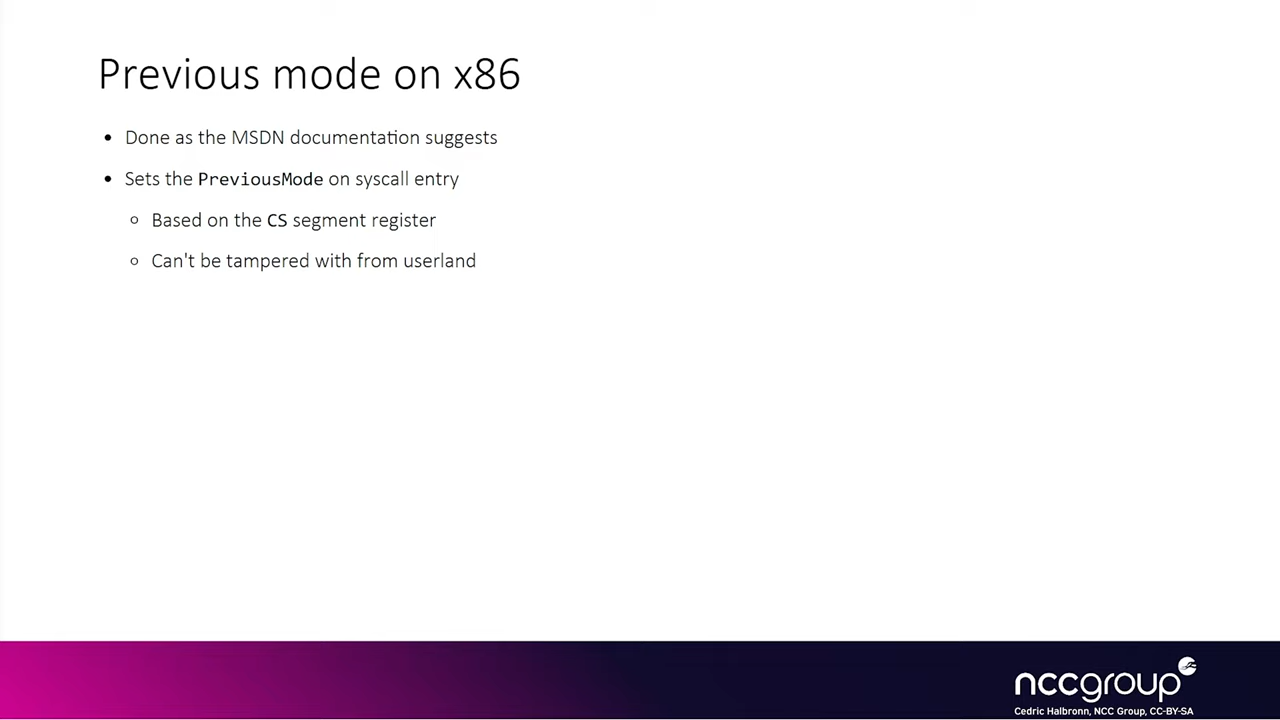 Previous mode on x86
• Done as the MSDN documentation suggests
• Sets the PreviousMode on syscall entry
○ Based on the CS segment register
○ Can't be tampered with from userland
nccgroup
Cedric Halbronn, NCC Group, CC-BY-SA